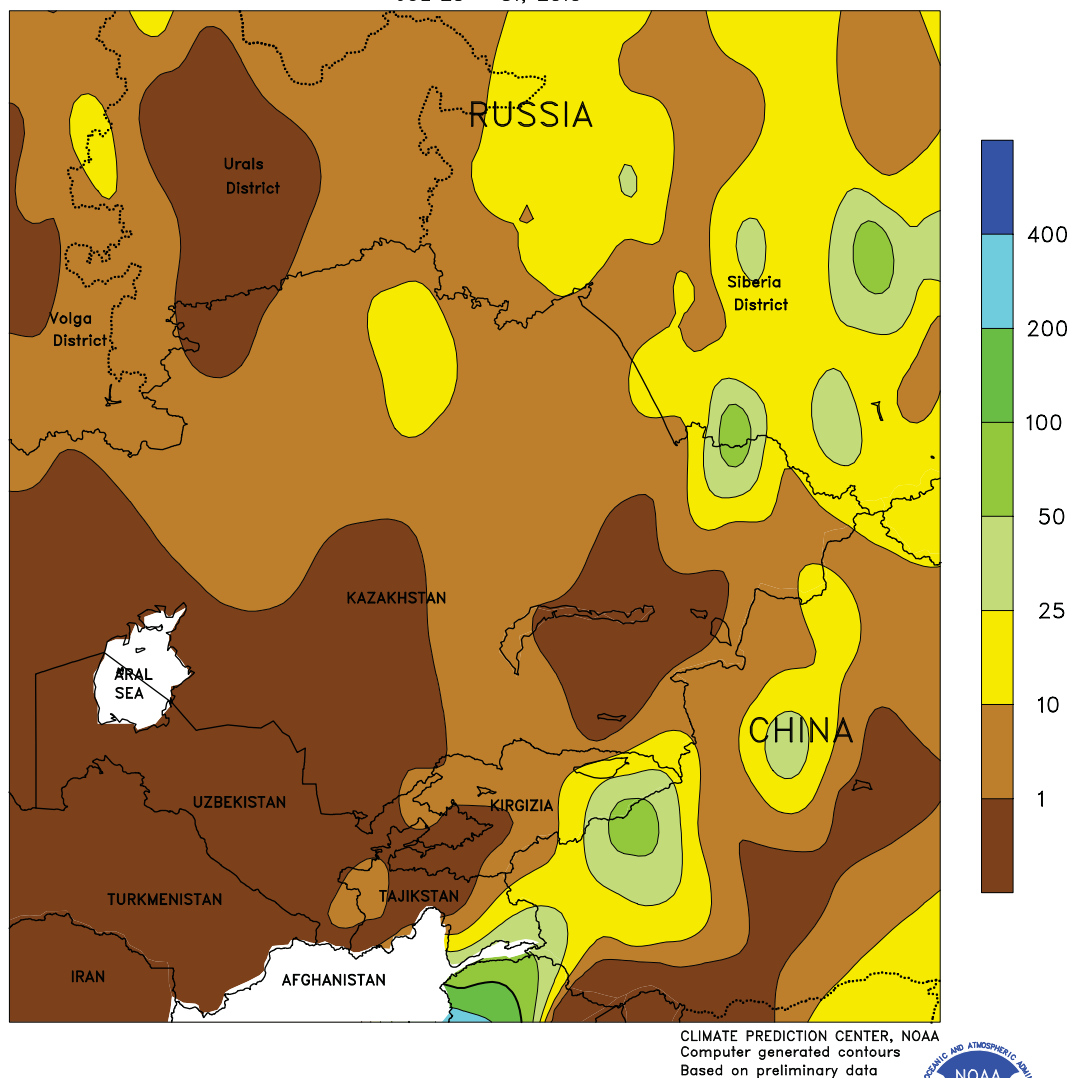 RUSSIA
Urals
District
Siberia
District
Volga
District
KAZAKHSTAN
ARAL
SEA
CHINA
UZBEKISTAN
KIRGIZIA
TURKMENISTAN
TAJIKSTAN
IRAN
AFGHANISTAN
400
200
100
50
25
10
1
CLIMATE PREDICTION CENTER, NOAA
Computer generated contours
Based on preliminary data
NOAA